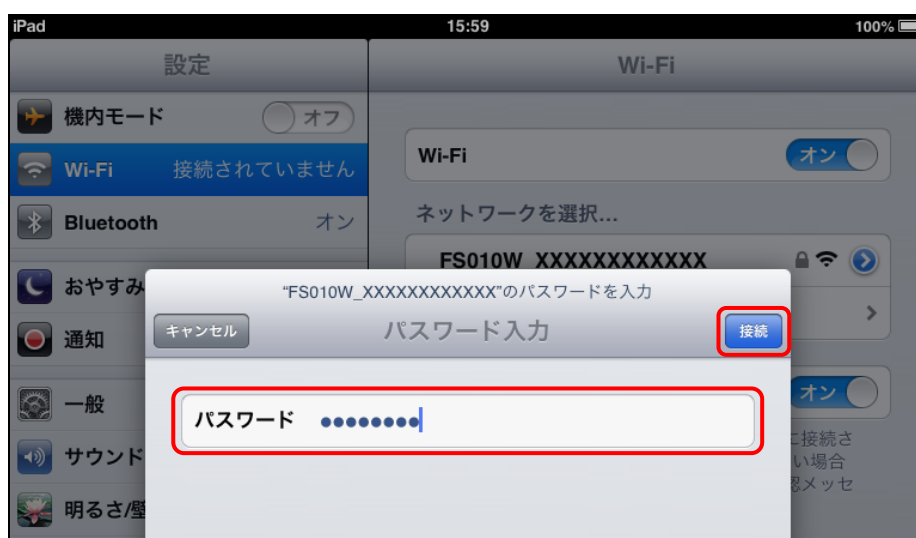 iPad 15:59 100%
設定
Wi-Fi
機内モード オフ
Wi-Fi 接続されていません
Bluetooth オン
おやすみ
通知
一般
サウンド
明るさ/壁
Wi-Fi オン
ネットワークを選択...
FS010W_XXXXXXXXXXXX
"FS010W_XXXXXXXXXXXX"のパスワードを入力
キャンセル パスワード入力 接続
パスワード ••••••••
オン
に接続さ
い場合
認メッセ